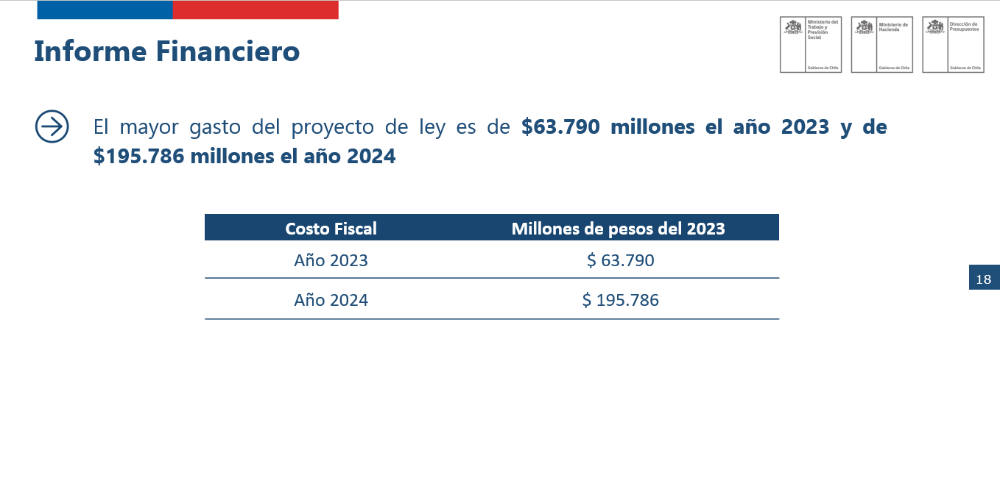 Informe Financiero
Ministerio del
Trabajo y
Previsión
Social
Gobierno de Chile
Ministerio de
Hacienda
Gobierno de Chile
Dirección de
Presupuestos
Gobierno de Chile
El mayor gasto del proyecto de ley es de $63.790 millones el año 2023 y de
$195.786 millones el año 2024
Costo Fiscal Millones de pesos del 2023
Año 2023 $ 63.790
Año 2024 $ 195.786
18